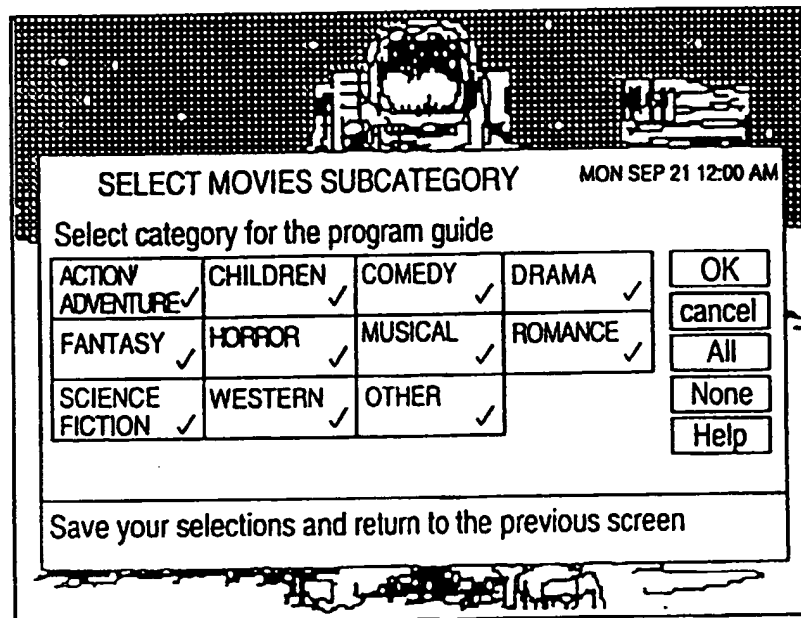 SELECT MOVIES SUBCATEGORY MON SEP 21 12:00 AM
Select category for the program guide
ACTION/ ADVENTURE ✓ CHILDREN ✓ COMEDY ✓ DRAMA ✓
FANTASY ✓ HORROR ✓ MUSICAL ✓ ROMANCE ✓
SCIENCE FICTION ✓ WESTERN ✓ OTHER ✓
OK
cancel
All
None
Help
Save your selections and return to the previous screen